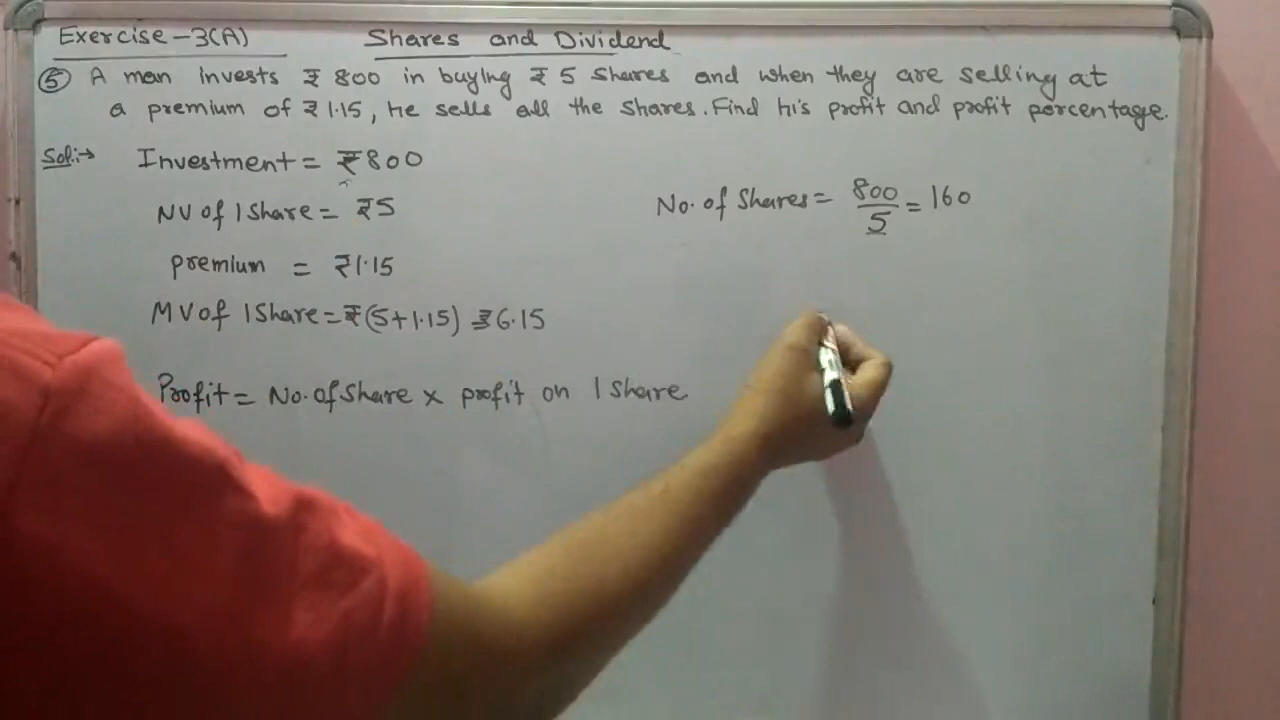 Exercise-3(A) Shares and Dividend
⑤ A man invests ₹ 800 in buying ₹ 5 Shares and when they are selling at
a premium of ₹1.15, he sells all the shares. Find his profit and profit percentage.
Sol:→ Investment = ₹800
NV of 1 Share = ₹5
No. of Shares = 800/5 = 160
premium = ₹1.15
MV of 1 Share = ₹(5+1.15) = ₹6.15
Profit = No. of Share × profit on 1 Share